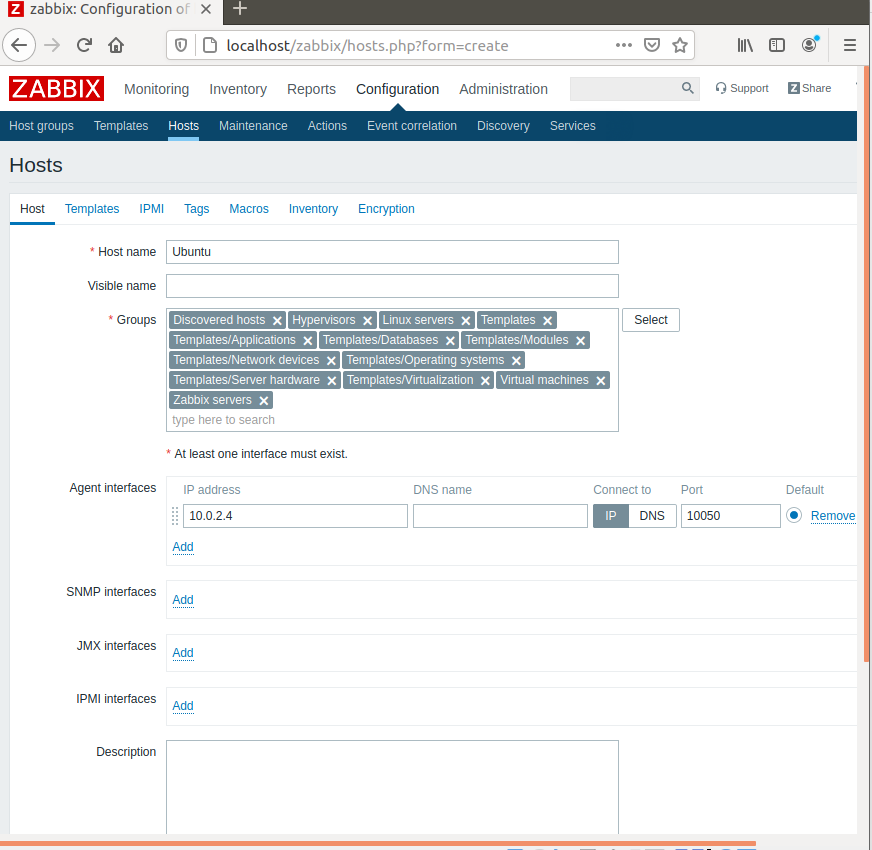 Z zabbix: Configuration of
localhost/zabbix/hosts.php?form=create
ZABBIX Monitoring Inventory Reports Configuration Administration Support Z Share
Host groups Templates Hosts Maintenance Actions Event correlation Discovery Services
Hosts
Host Templates IPMI Tags Macros Inventory Encryption
* Host name Ubuntu
Visible name
* Groups Discovered hosts Hypervisors Linux servers Templates Select
Templates/Applications Templates/Databases Templates/Modules
Templates/Network devices Templates/Operating systems
Templates/Server hardware Templates/Virtualization Virtual machines
Zabbix servers
type here to search
* At least one interface must exist.
Agent interfaces IP address DNS name Connect to Port Default
10.0.2.4 IP DNS 10050 Remove
Add
SNMP interfaces Add
JMX interfaces Add
IPMI interfaces Add
Description